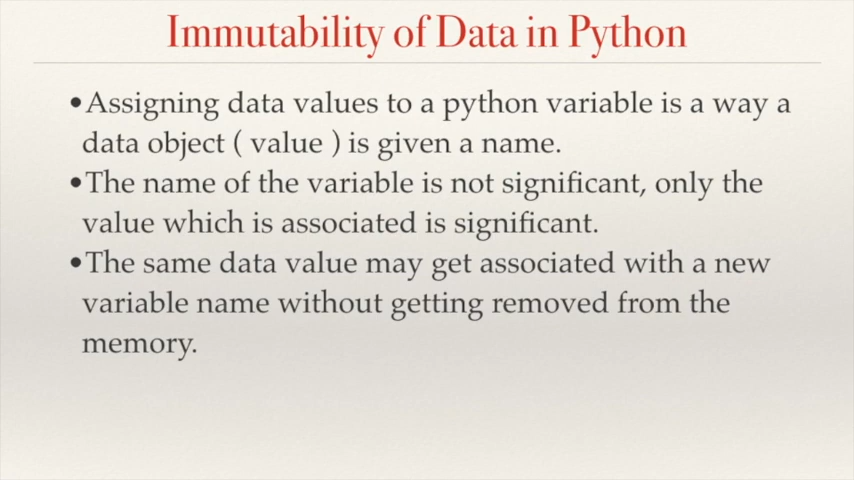 Immutability of Data in Python
•Assigning data values to a python variable is a way a
data object ( value ) is given a name.
•The name of the variable is not significant, only the
value which is associated is significant.
•The same data value may get associated with a new
variable name without getting removed from the
memory.